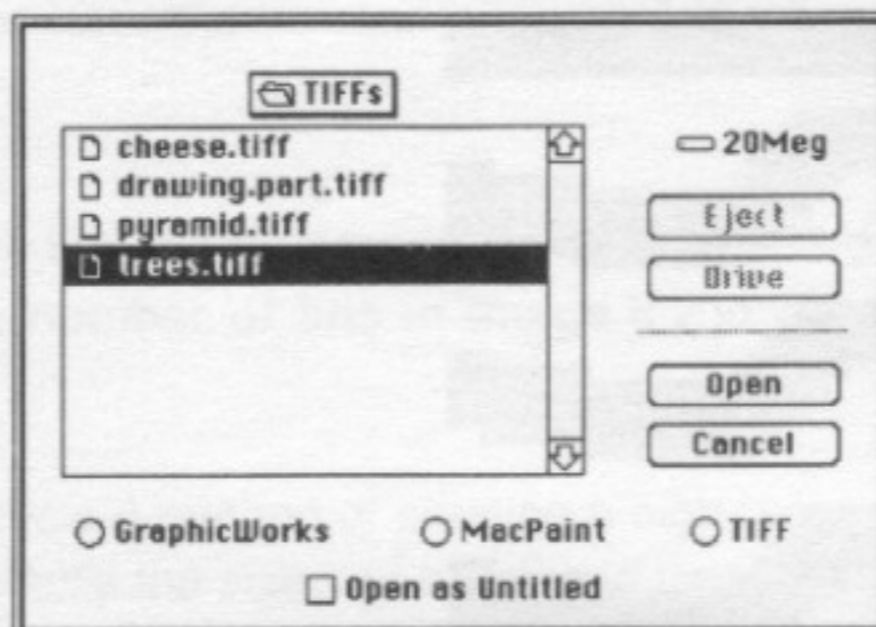 TIFFs
cheese.tiff
drawing.part.tiff
pyramid.tiff
trees.tiff
20Meg
Eject
Drive
Open
Cancel
GraphicWorks MacPaint TIFF
Open as Untitled